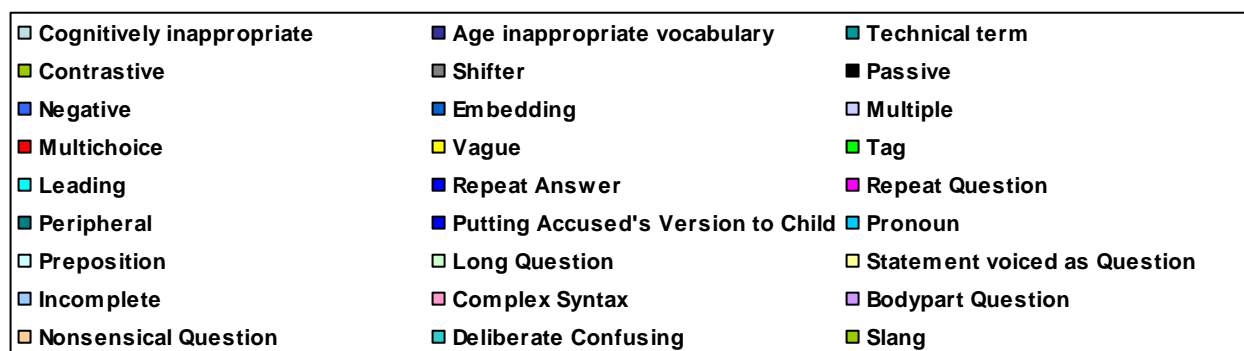 Cognitively inappropriate Age inappropriate vocabulary Technical term
Contrastive Shifter Passive
Negative Embedding Multiple
Multichoice Vague Tag
Leading Repeat Answer Repeat Question
Peripheral Putting Accused's Version to Child Pronoun
Preposition Long Question Statement voiced as Question
Incomplete Complex Syntax Bodypart Question
Nonsensical Question Deliberate Confusing Slang